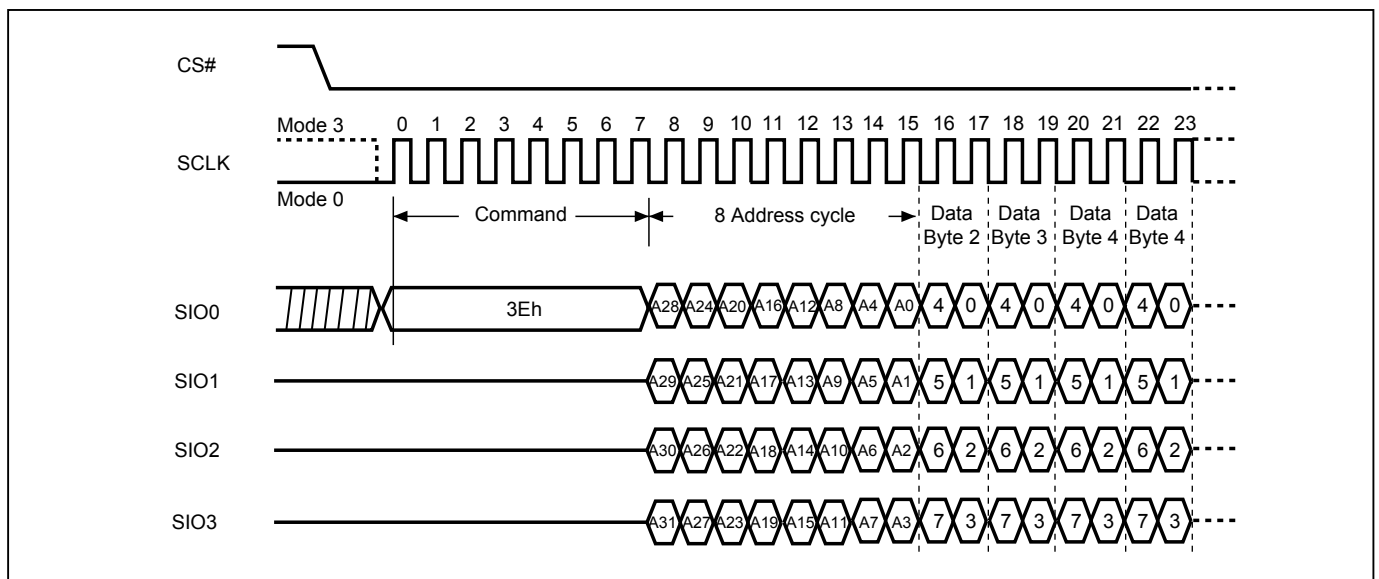 CS#
Mode 3
0 1 2 3 4 5 6 7 8 9 10 11 12 13 14 15 16 17 18 19 20 21 22 23
SCLK
Mode 0
Command
8 Address cycle
Data Byte 2
Data Byte 3
Data Byte 4
Data Byte 4
SIO0
3Eh
A28 A24 A20 A16 A12 A8 A4 A0 4 0 4 0 4 0 4 0
SIO1
A29 A25 A21 A17 A13 A9 A5 A1 5 1 5 1 5 1 5 1
SIO2
A30 A26 A22 A18 A14 A10 A6 A2 6 2 6 2 6 2 6 2
SIO3
A31 A27 A23 A19 A15 A11 A7 A3 7 3 7 3 7 3 7 3